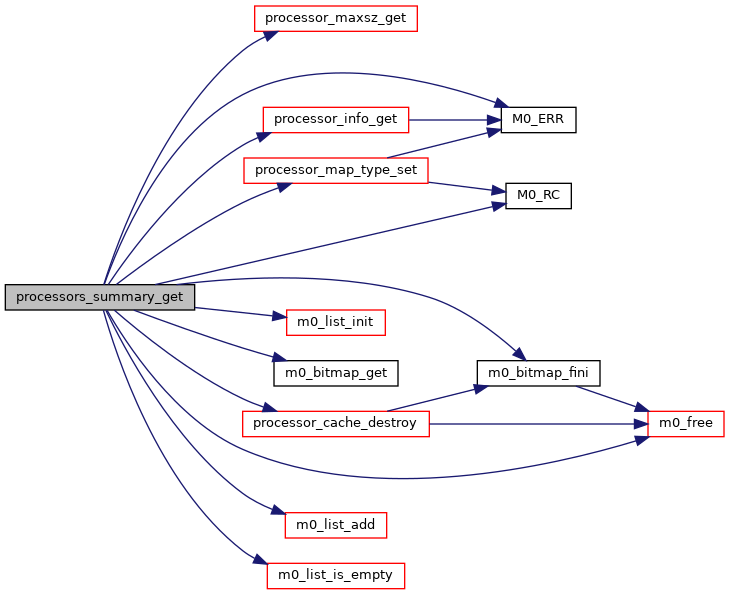 processor_maxsz_get
processor_info_get
M0_ERR
processor_map_type_set
M0_RC
processors_summary_get
m0_list_init
m0_bitmap_get
m0_bitmap_fini
processor_cache_destroy
m0_free
m0_list_add
m0_list_is_empty